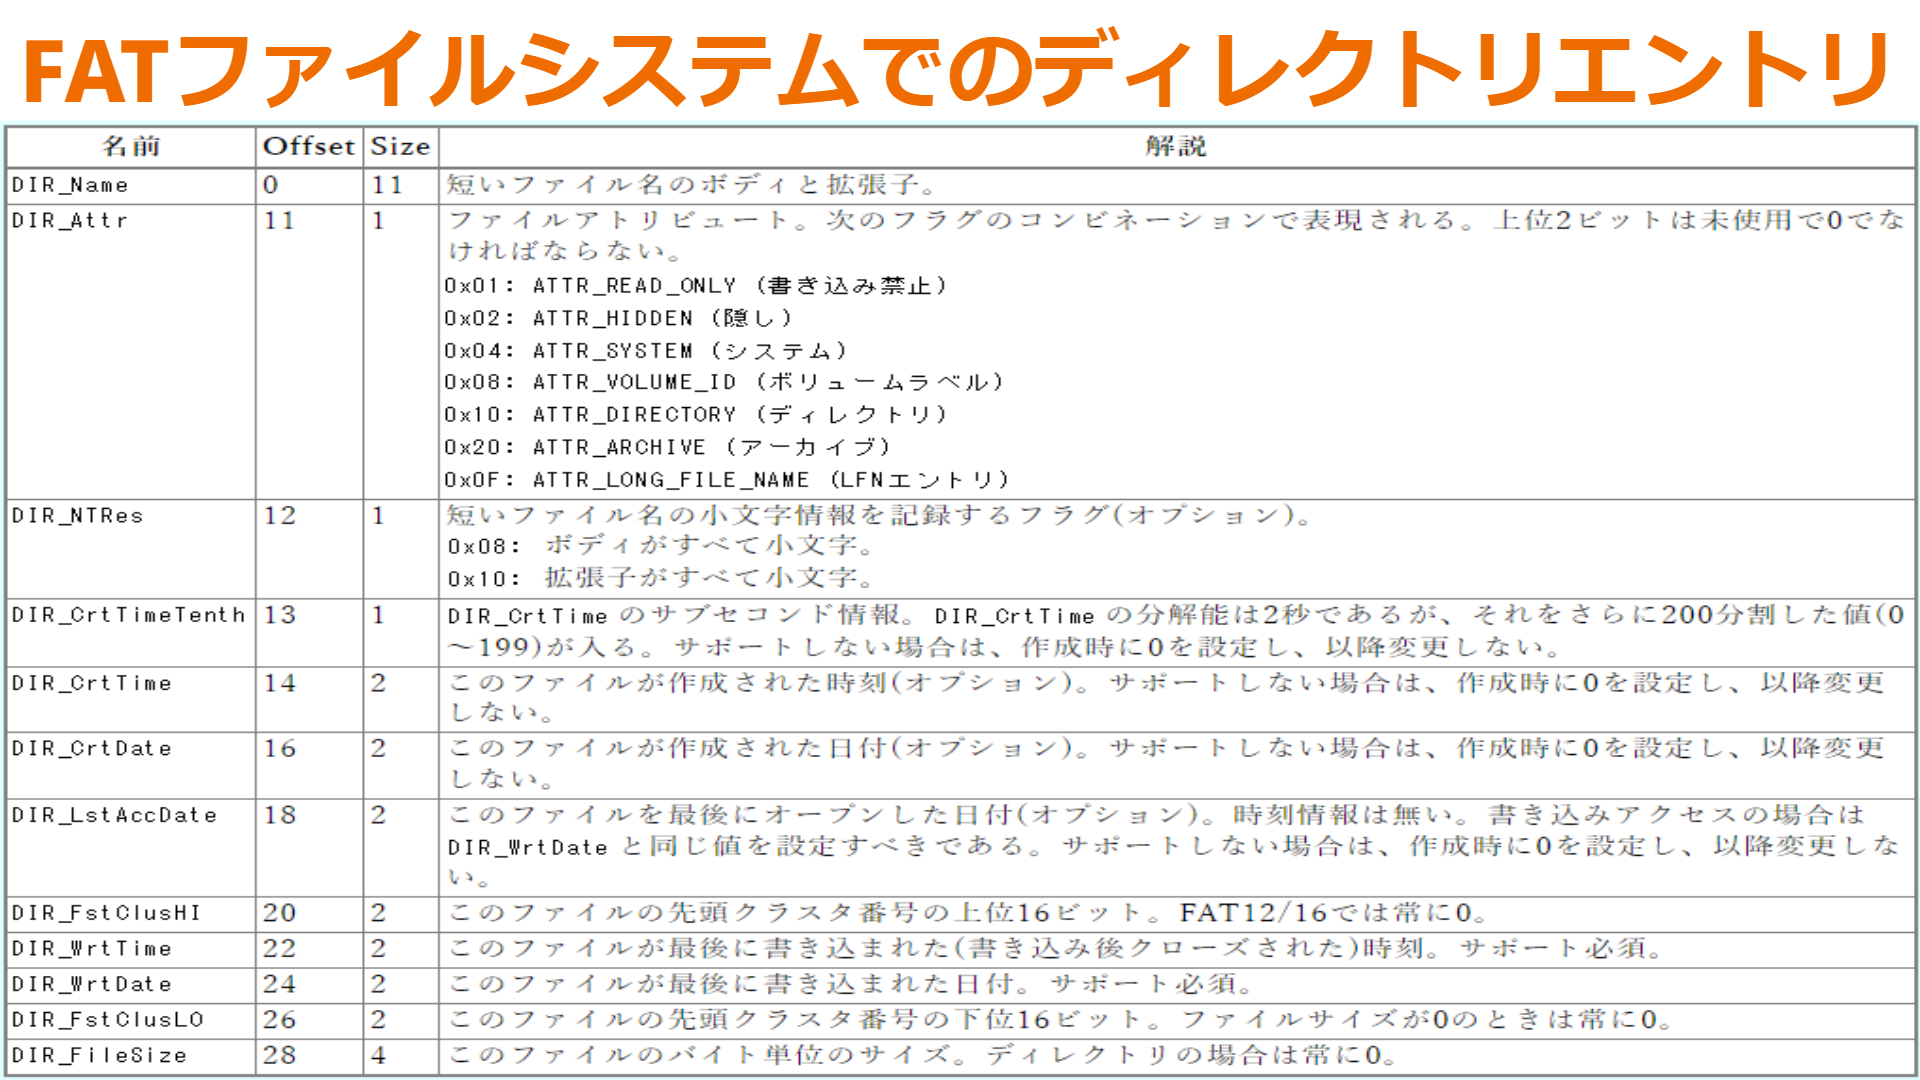 FATファイルシステムでのディレクトリエントリ
名前 Offset Size 解説
DIR_Name 0 11 短いファイル名のボディと拡張子。
DIR_Attr 11 1 ファイルアトリビュート。次のフラグのコンビネーションで表現される。上位2ビットは未使用で0でな
ければならない。
0x01: ATTR_READ_ONLY (書き込み禁止)
0x02: ATTR_HIDDEN (隠し)
0x04: ATTR_SYSTEM (システム)
0x08: ATTR_VOLUME_ID (ボリュームラベル)
0x10: ATTR_DIRECTORY (ディレクトリ)
0x20: ATTR_ARCHIVE (アーカイブ)
0x0F: ATTR_LONG_FILE_NAME (LFNエントリ)
DIR_NTRes 12 1 短いファイル名の小文字情報を記録するフラグ(オプション)。
0x08: ボディがすべて小文字。
0x10: 拡張子がすべて小文字。
DIR_CrtTimeTenth 13 1 DIR_CrtTime のサブセコンド情報。DIR_CrtTime の分解能は2秒であるが、それをさらに200分割した値(0
～199)が入る。サポートしない場合は、作成時に0を設定し、以降変更しない。
DIR_CrtTime 14 2 このファイルが作成された時刻(オプション)。サポートしない場合は、作成時に0を設定し、以降変更
しない。
DIR_CrtDate 16 2 このファイルが作成された日付(オプション)。サポートしない場合は、作成時に0を設定し、以降変更
しない。
DIR_LstAccDate 18 2 このファイルを最後にオープンした日付(オプション)。時刻情報は無い。書き込みアクセスの場合は
DIR_WrtDate と同じ値を設定すべきである。サポートしない場合は、作成時に0を設定し、以降変更しな
い。
DIR_FstClusHI 20 2 このファイルの先頭クラスタ番号の上位16ビット。FAT12/16では常に0。
DIR_WrtTime 22 2 このファイルが最後に書き込まれた(書き込み後クローズされた)時刻。サポート必須。
DIR_WrtDate 24 2 このファイルが最後に書き込まれた日付。サポート必須。
DIR_FstClusLO 26 2 このファイルの先頭クラスタ番号の下位16ビット。ファイルサイズが0のときは常に0。
DIR_FileSize 28 4 このファイルのバイト単位のサイズ。ディレクトリの場合は常に0。